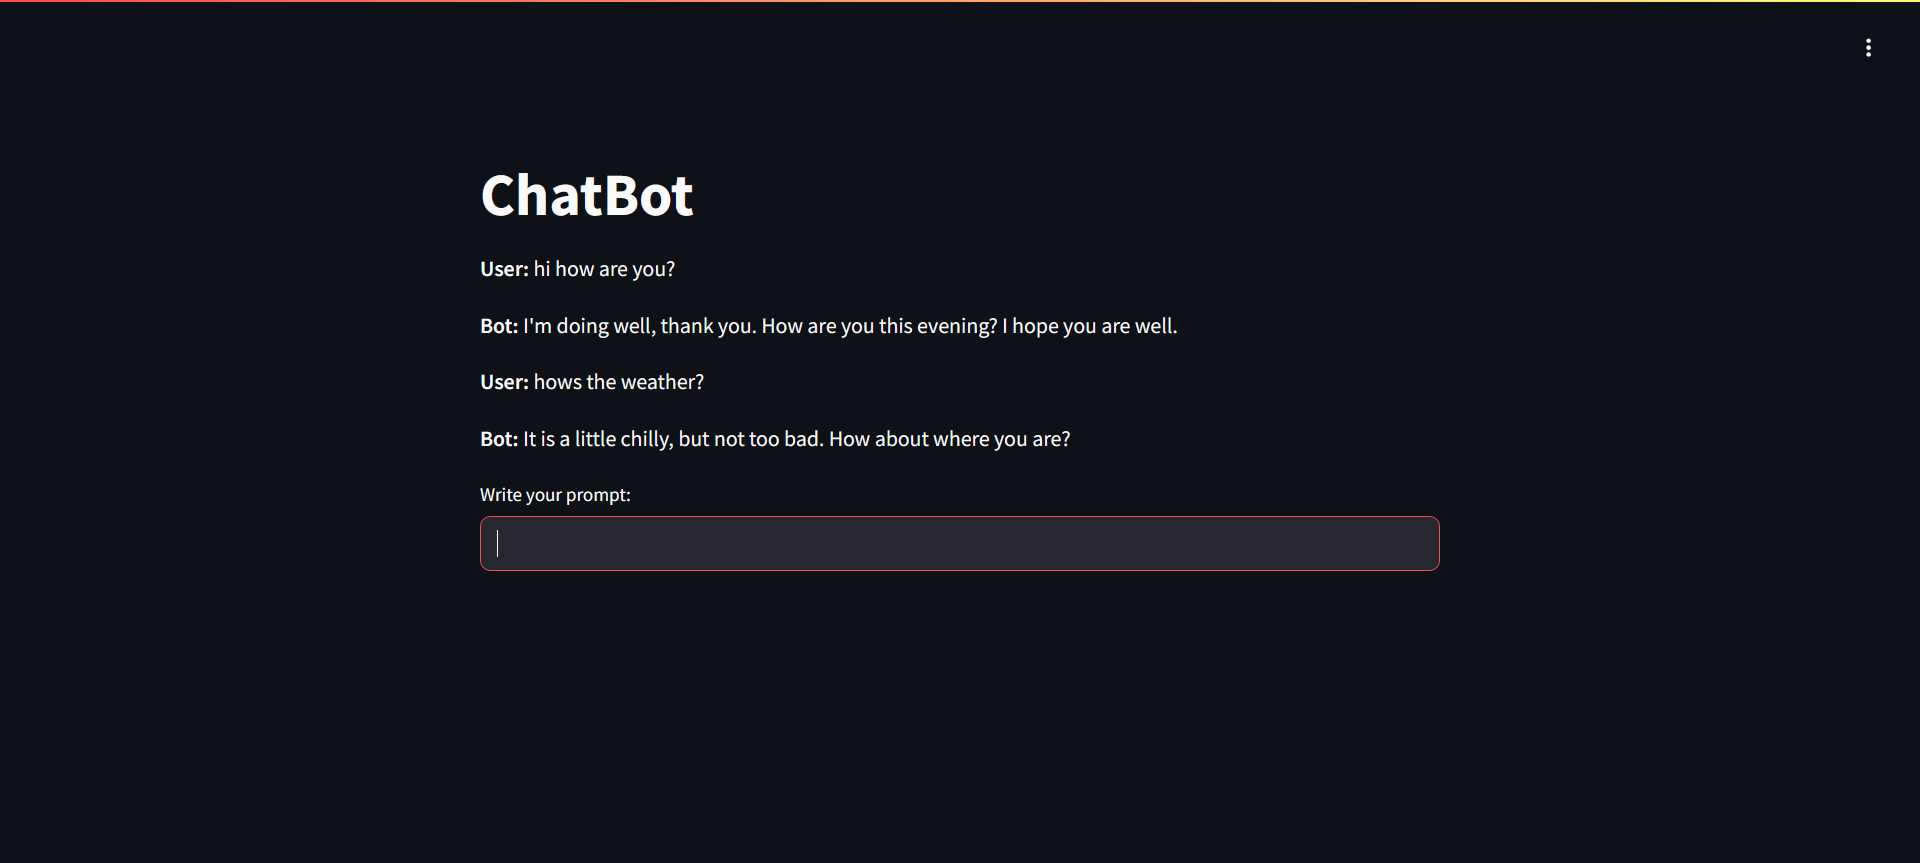 ChatBot
User: hi how are you?
Bot: I'm doing well, thank you. How are you this evening? I hope you are well.
User: hows the weather?
Bot: It is a little chilly, but not too bad. How about where you are?
Write your prompt: